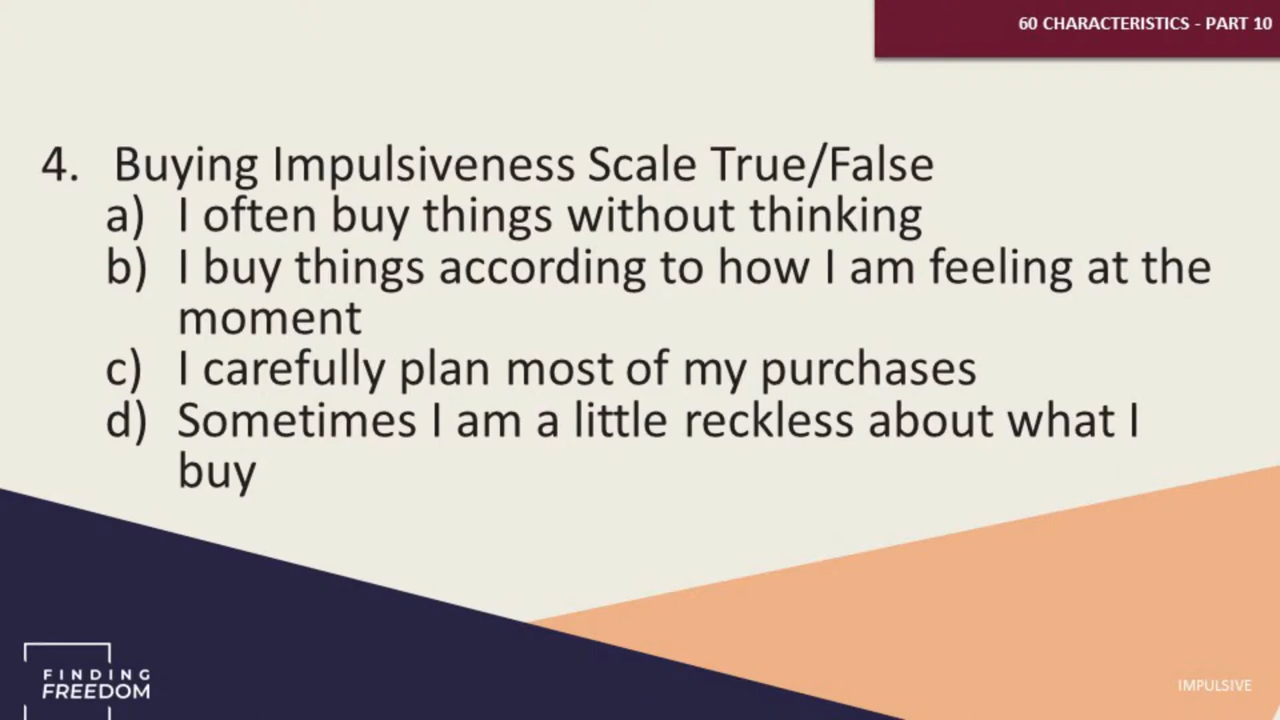 60 CHARACTERISTICS - PART 10
4. Buying Impulsiveness Scale True/False
a) I often buy things without thinking
b) I buy things according to how I am feeling at the
moment
c) I carefully plan most of my purchases
d) Sometimes I am a little reckless about what I
buy
FINDING
FREEDOM
IMPULSIVE